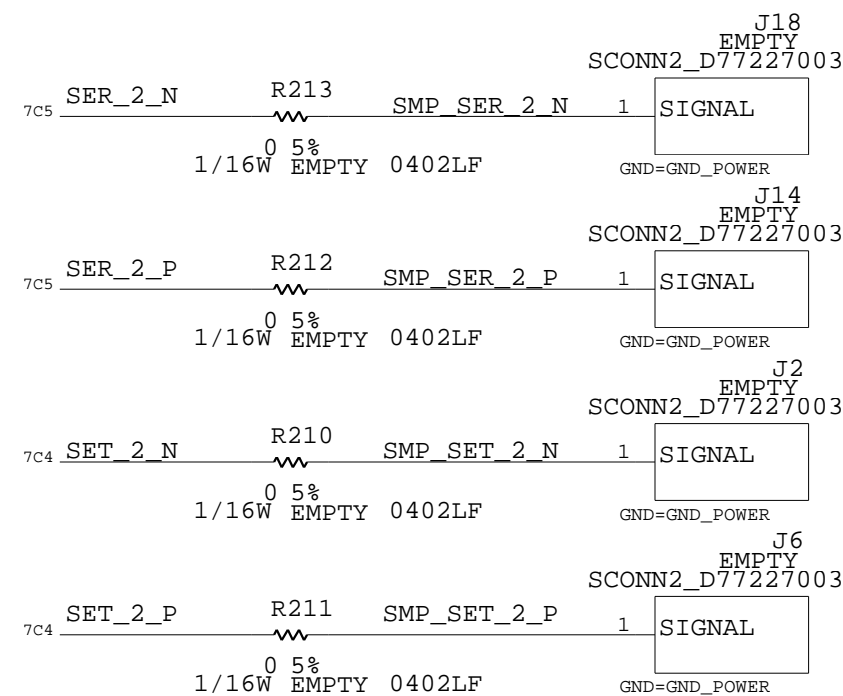 J18
EMPTY
SCONN2_D77227003
7C5 SER_2_N R213 SMP_SER_2_N 1 SIGNAL
0 5%
1/16W EMPTY 0402LF GND=GND_POWER
J14
EMPTY
SCONN2_D77227003
7C5 SER_2_P R212 SMP_SER_2_P 1 SIGNAL
0 5%
1/16W EMPTY 0402LF GND=GND_POWER
J2
EMPTY
SCONN2_D77227003
7C4 SET_2_N R210 SMP_SET_2_N 1 SIGNAL
0 5%
1/16W EMPTY 0402LF GND=GND_POWER
J6
EMPTY
SCONN2_D77227003
7C4 SET_2_P R211 SMP_SET_2_P 1 SIGNAL
0 5%
1/16W EMPTY 0402LF GND=GND_POWER